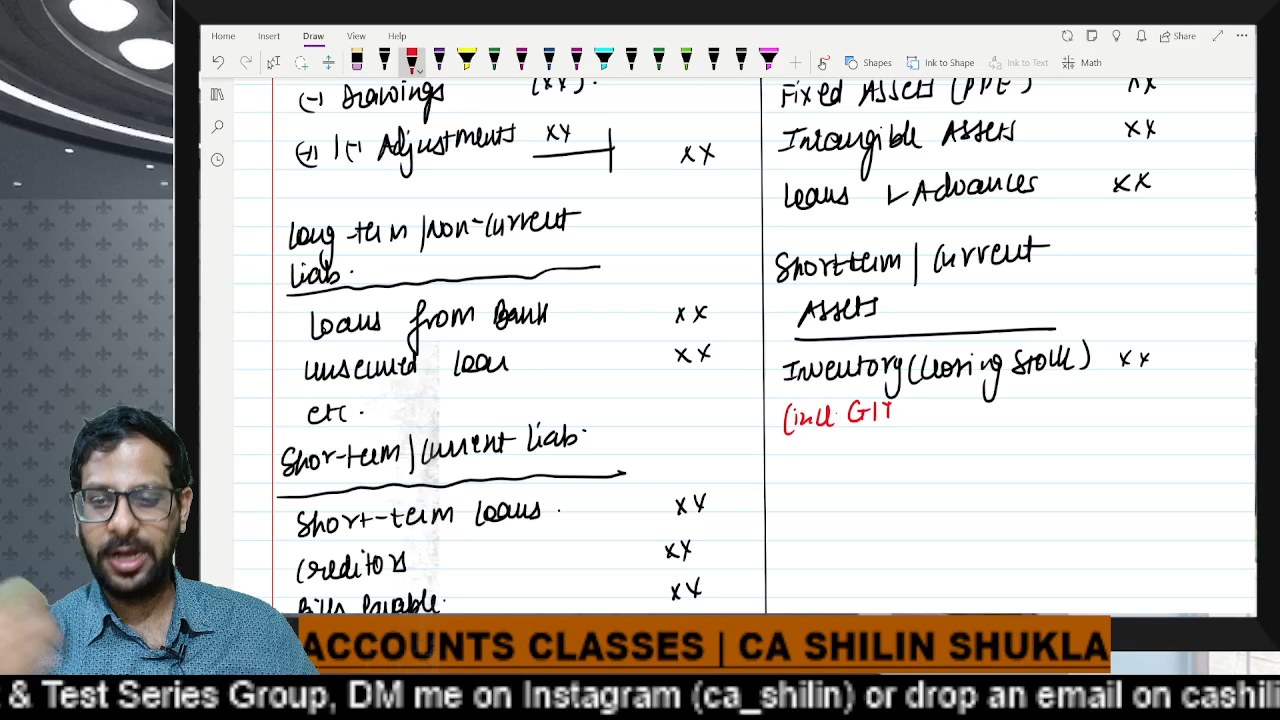 Home Insert Draw View Help
Share
Shapes Ink to Shape Ink to Text Math
(-) Drawings (xx).
(+) | (-) Adjustments xx xx
Long-term | Non-Current
Liab.
Loans from Bank xx
unsecured loan xx
etc.
Shor-term | Current Liab.
Short-term Loans. xx
Creditors xx
Bills Payable. xx
Fixed Assets (PPE) xx
Intangible Assets xx
Loans & Advances xx
Short term | Current
Assets
Inventory (Closing Stock) xx
(incl. GIT
ACCOUNTS CLASSES | CA SHILIN SHUKLA
& Test Series Group, DM me on Instagram (ca_shilin) or drop an email on cashili